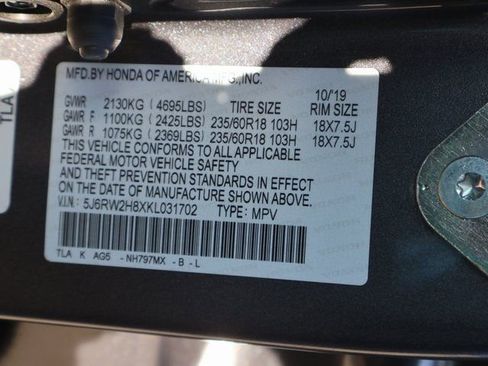 MFD.BY HONDA OF AMERICA MFG.,INC.
10/'19
GVWR 2130KG (4695LBS) TIRE SIZE RIM SIZE
GAWR F 1100KG (2425LBS) 235/60R18 103H 18X7.5J
GAWR R 1075KG (2369LBS) 235/60R18 103H 18X7.5J
THIS VEHICLE CONFORMS TO ALL APPLICABLE
FEDERAL MOTOR VEHICLE SAFETY
AND THEFT PREVENTION STANDARDS IN EFFECT
ON THE DATE OF MANUFACTURE SHOWN ABOVE.
V.I.N: 5J6RW2H8XKL031702 TYPE: MPV
TLA K AG5 - NH797MX - B - L
TLA